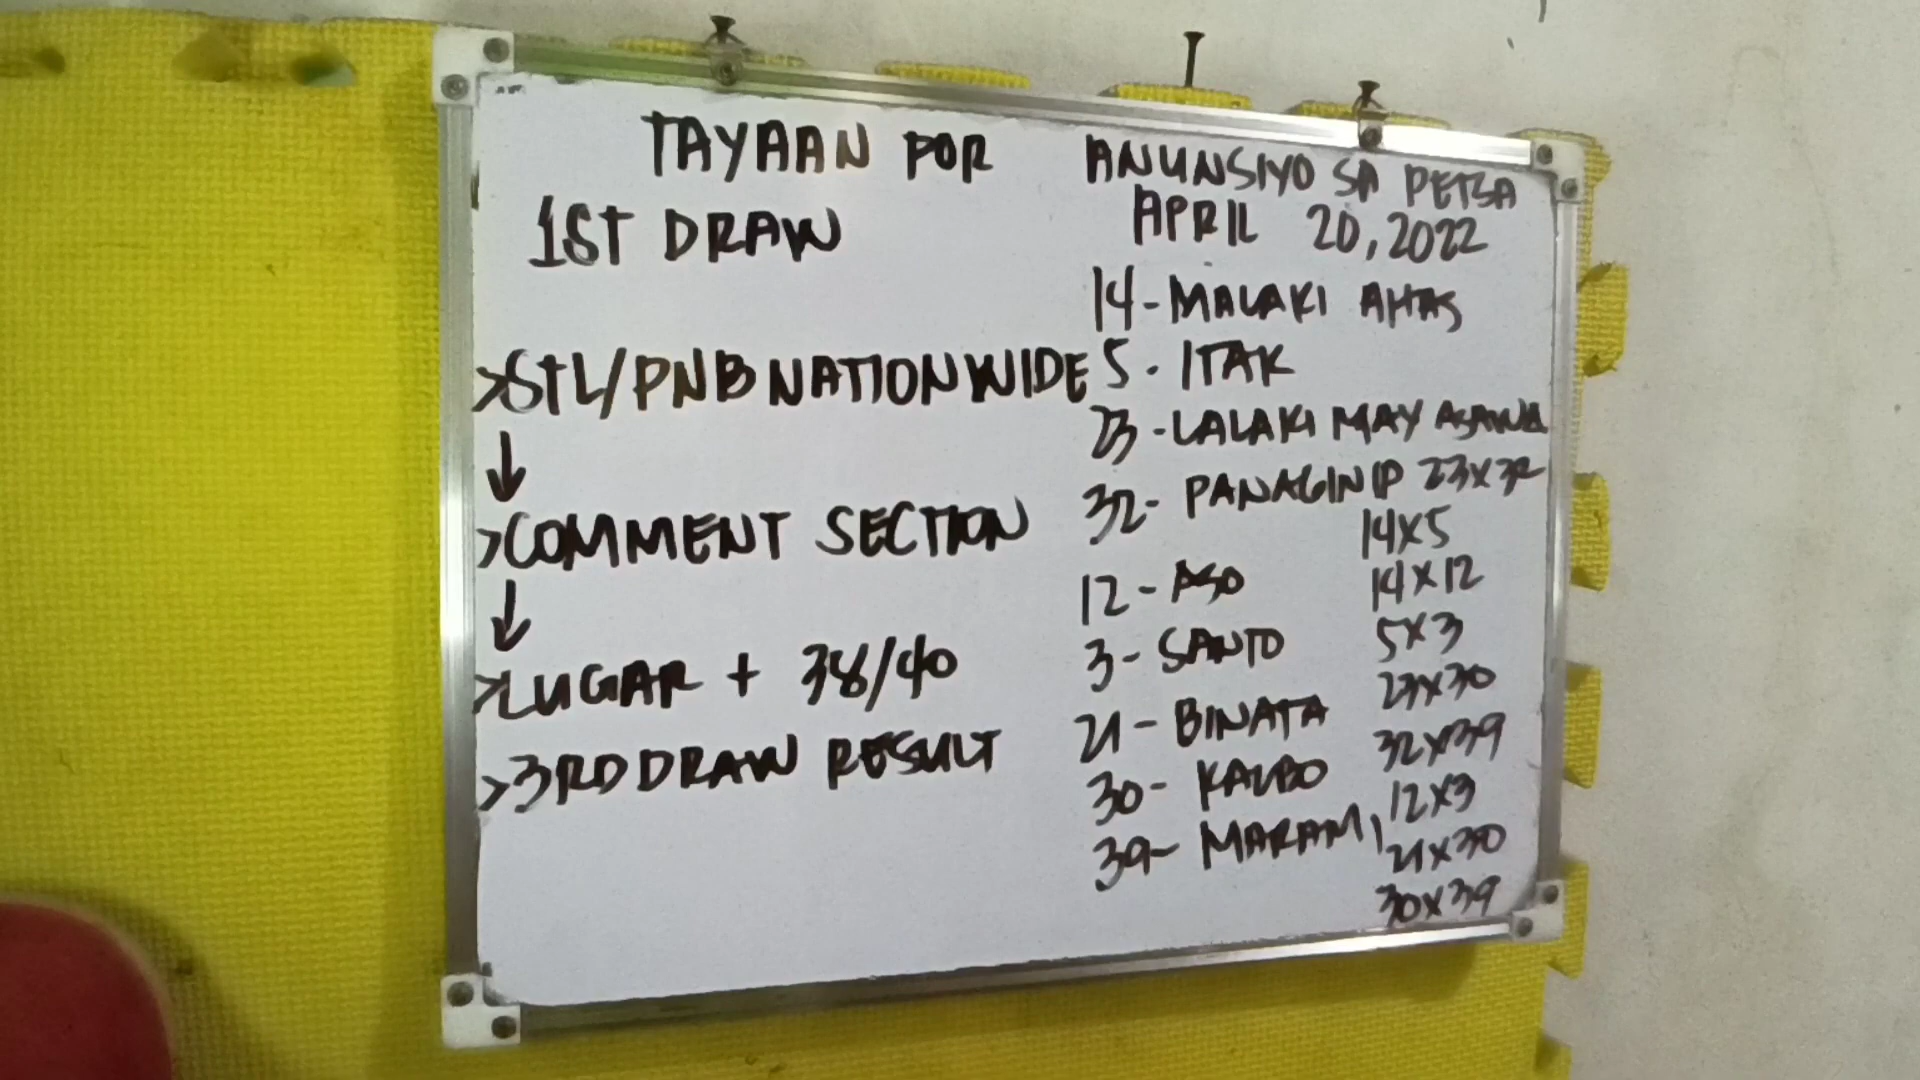 TAYAAN FOR
1ST DRAW
>STL/PNB NATIONWIDE
↓
>COMMENT SECTION
↓
>LUGAR + 38/40
>3RD DRAW RESULT
ANUNSIYO SA PETSA
APRIL 20, 2022
14-MALAKI AHAS
5-ITAK
23-LALAKI MAY ASAWA
32-PANAGINIP 23X32
14X5
12-ASO 14X12
3-SANTO 5X3
21-BINATA 23X30
30-KALBO 32X39
39-MARAMI 12X3
21X30
30X39